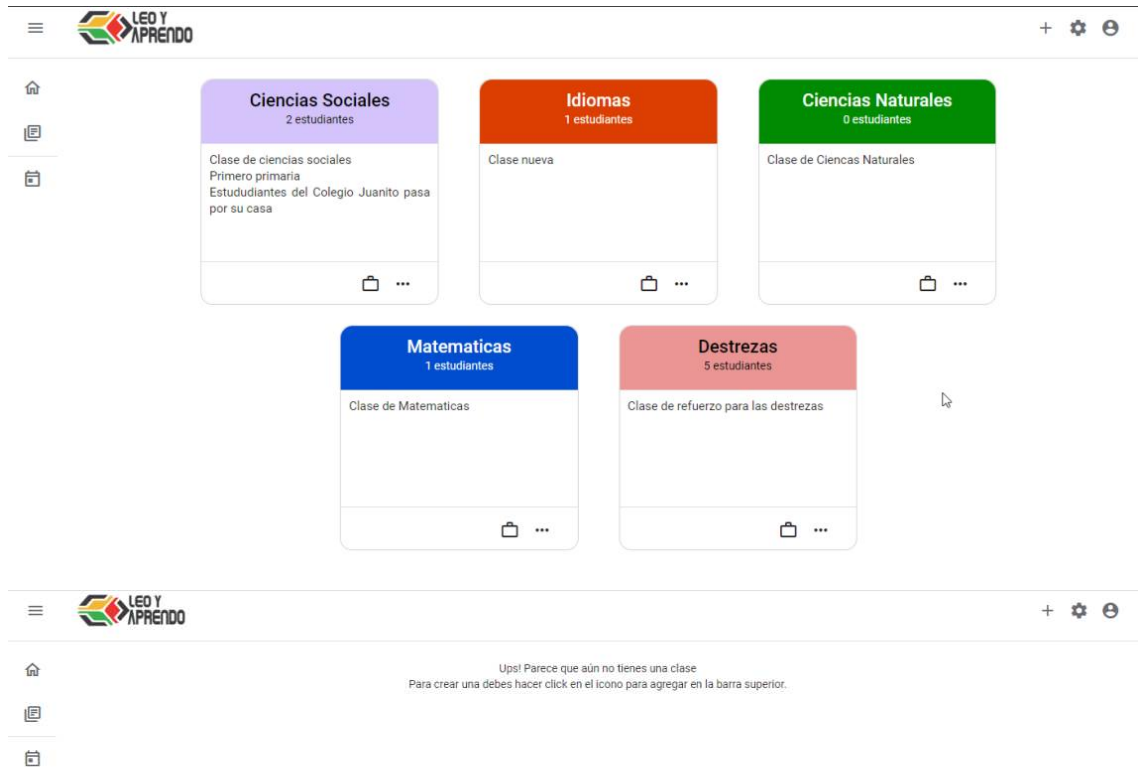 LEO Y
APRENDO
Ciencias Sociales
2 estudiantes
Clase de ciencias sociales
Primero primaria
Estududiantes del Colegio Juanito pasa
por su casa
Idiomas
1 estudiantes
Clase nueva
Ciencias Naturales
0 estudiantes
Clase de Ciencas Naturales
Matematicas
1 estudiantes
Clase de Matematicas
Destrezas
5 estudiantes
Clase de refuerzo para las destrezas
LEO Y
APRENDO
Ups! Parece que aún no tienes una clase
Para crear una debes hacer click en el icono para agregar en la barra superior.